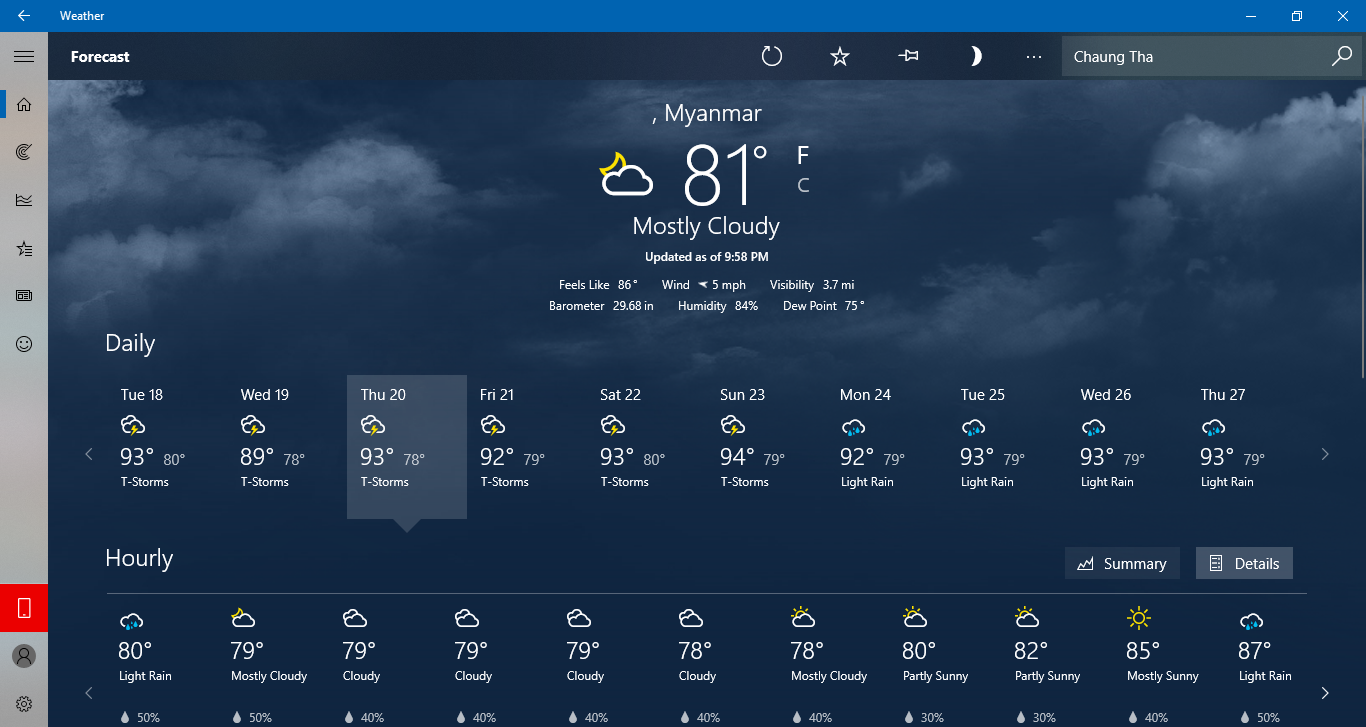 Weather
Forecast
Chaung Tha
, Myanmar
81° F
C
Mostly Cloudy
Updated as of 9:58 PM
Feels Like 86° Wind 5 mph Visibility 3.7 mi
Barometer 29.68 in Humidity 84% Dew Point 75°
Daily
Tue 18 Wed 19 Thu 20 Fri 21 Sat 22 Sun 23 Mon 24 Tue 25 Wed 26 Thu 27
93° 80° 89° 78° 93° 78° 92° 79° 93° 80° 94° 79° 92° 79° 93° 79° 93° 79° 93° 79°
T-Storms T-Storms T-Storms T-Storms T-Storms T-Storms Light Rain Light Rain Light Rain Light Rain
Hourly Summary Details
80° 79° 79° 79° 79° 78° 78° 80° 82° 85° 87°
Light Rain Mostly Cloudy Cloudy Cloudy Cloudy Cloudy Mostly Cloudy Partly Sunny Partly Sunny Mostly Sunny Light Rain
50% 50% 40% 40% 40% 40% 40% 30% 30% 40% 50%